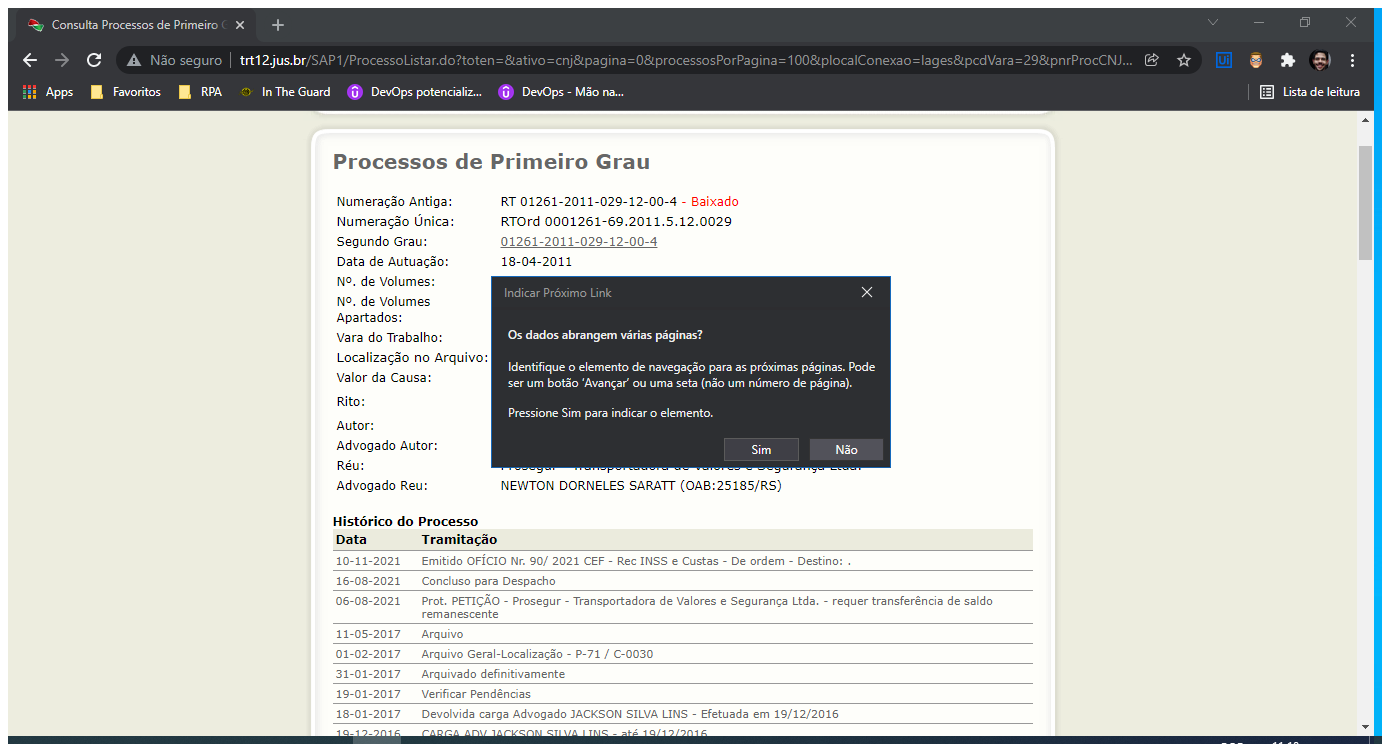 Consulta Processos de Primeiro G
Não seguro
trt12.jus.br/SAP1/ProcessoListar.do?toten=&ativo=cnj&pagina=0&processosPorPagina=100&plocalConexao=lages&pcdVara=29&pnrProcCNJ...
Apps Favoritos RPA In The Guard DevOps potencializ... DevOps - Mão na... Lista de leitura
Processos de Primeiro Grau
Numeração Antiga: RT 01261-2011-029-12-00-4 - Baixado
Numeração Única: RTOrd 0001261-69.2011.5.12.0029
Segundo Grau: 01261-2011-029-12-00-4
Data de Autuação: 18-04-2011
Nº. de Volumes:
Nº. de Volumes
Apartados:
Vara do Trabalho:
Localização no Arquivo:
Valor da Causa:
Rito:
Autor:
Advogado Autor:
Réu: Prosegur - Transportadora de Valores e Segurança Ltda.
Advogado Reu: NEWTON DORNELES SARATT (OAB:25185/RS)
Indicar Próximo Link
Os dados abrangem várias páginas?
Identifique o elemento de navegação para as próximas páginas. Pode
ser um botão ‘Avançar’ ou uma seta (não um número de página).
Pressione Sim para indicar o elemento.
Sim Não
Histórico do Processo
Data Tramitação
10-11-2021 Emitido OFÍCIO Nr. 90/ 2021 CEF - Rec INSS e Custas - De ordem - Destino: .
16-08-2021 Concluso para Despacho
06-08-2021 Prot. PETIÇÃO - Prosegur - Transportadora de Valores e Segurança Ltda. - requer transferência de saldo
remanescente
11-05-2017 Arquivo
01-02-2017 Arquivo Geral-Localização - P-71 / C-0030
31-01-2017 Arquivado definitivamente
19-01-2017 Verificar Pendências
18-01-2017 Devolvida carga Advogado JACKSON SILVA LINS - Efetuada em 19/12/2016
19-12-2016 CARGA ADV JACKSON SILVA LINS - até 19/12/2016